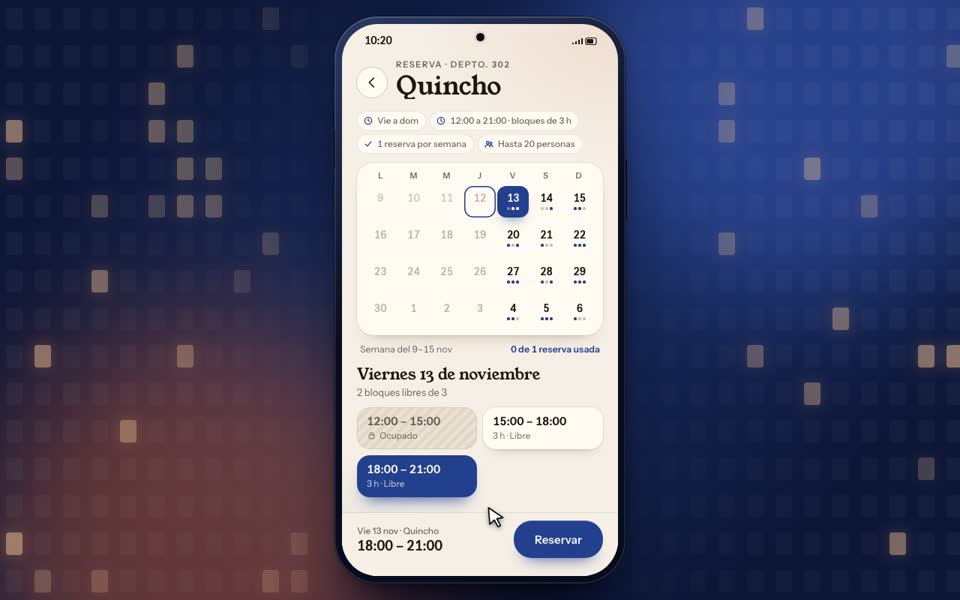 10:20
RESERVA · DEPTO. 302
Quincho
Vie a dom
12:00 a 21:00 · bloques de 3 h
1 reserva por semana
Hasta 20 personas
L M M J V S D
9 10 11 12 13 14 15
16 17 18 19 20 21 22
23 24 25 26 27 28 29
30 1 2 3 4 5 6
Semana del 9–15 nov
0 de 1 reserva usada
Viernes 13 de noviembre
2 bloques libres de 3
12:00 – 15:00
Ocupado
15:00 – 18:00
3 h · Libre
18:00 – 21:00
3 h · Libre
Vie 13 nov · Quincho
18:00 – 21:00
Reservar